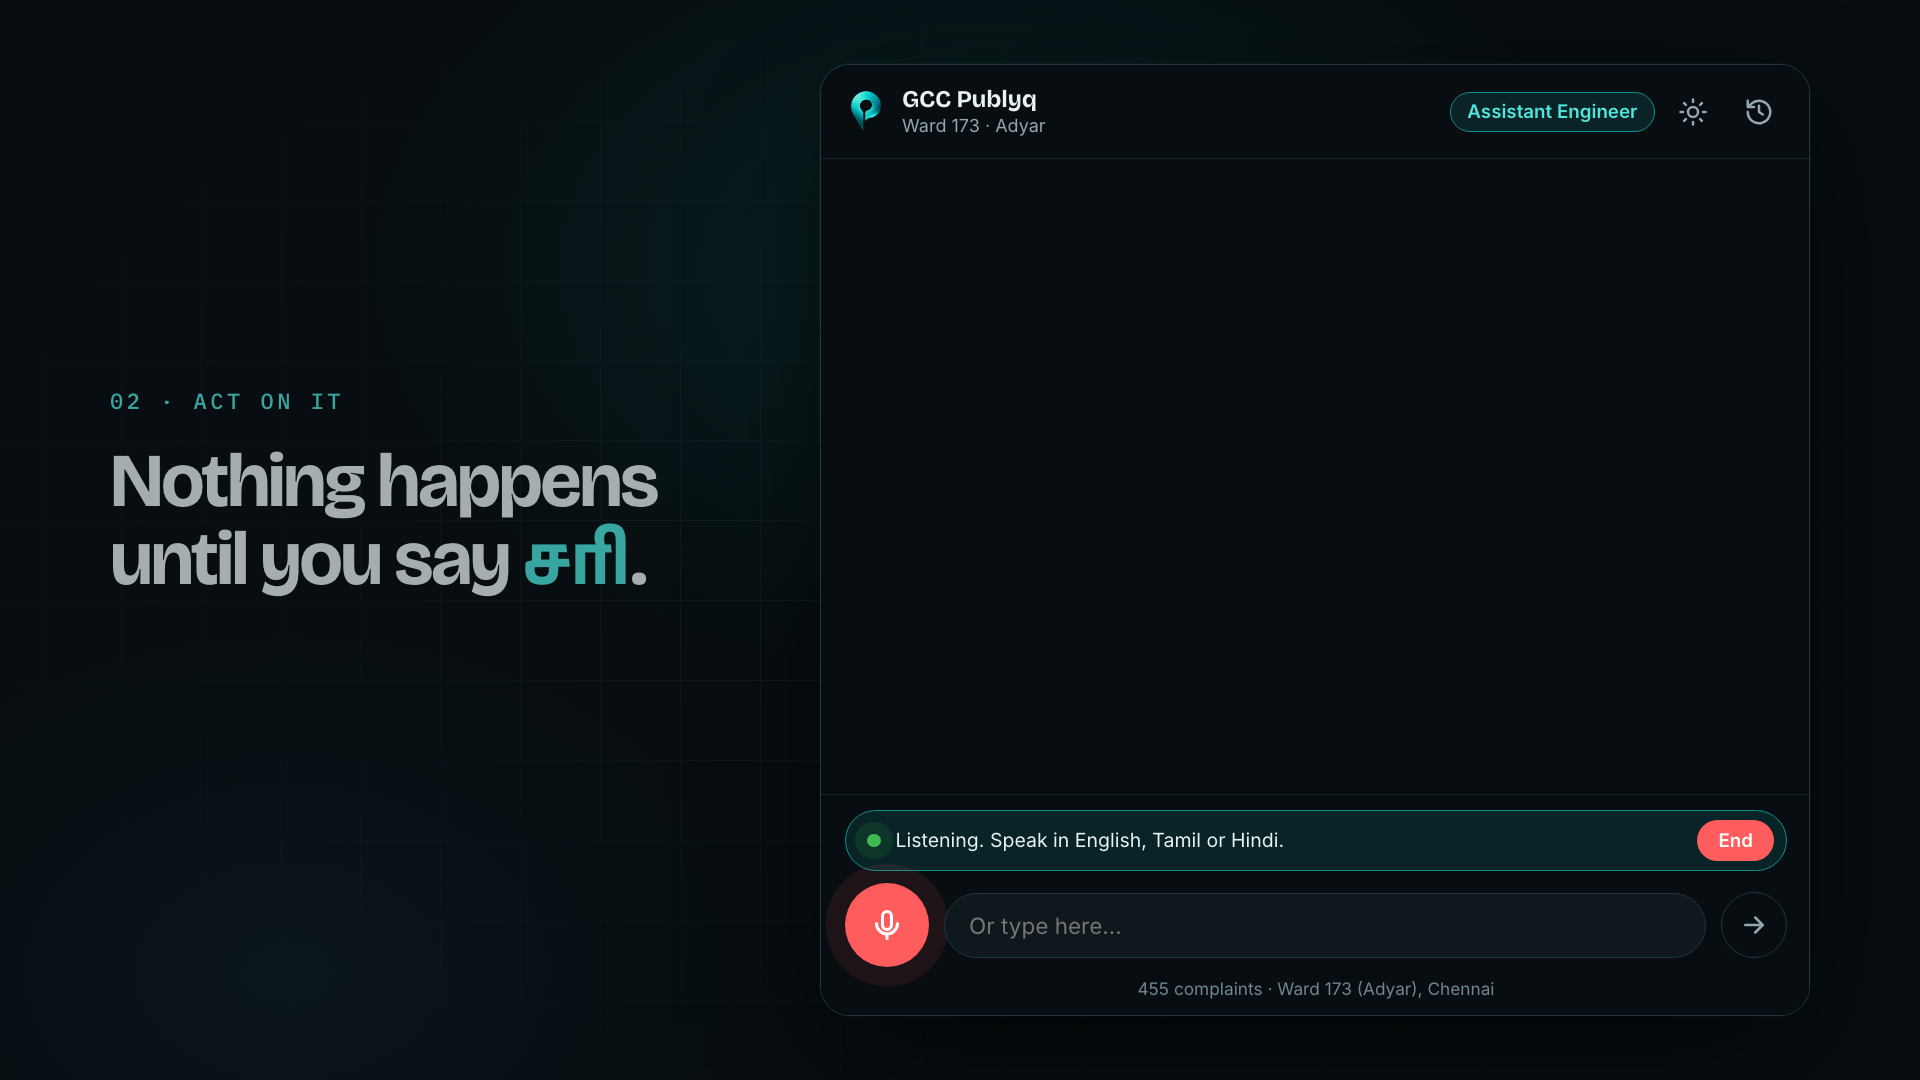 02 · ACT ON IT
Nothing happens
until you say சரி.
GCC Publyq
Ward 173 · Adyar
Assistant Engineer
Listening. Speak in English, Tamil or Hindi.
End
Or type here...
455 complaints · Ward 173 (Adyar), Chennai